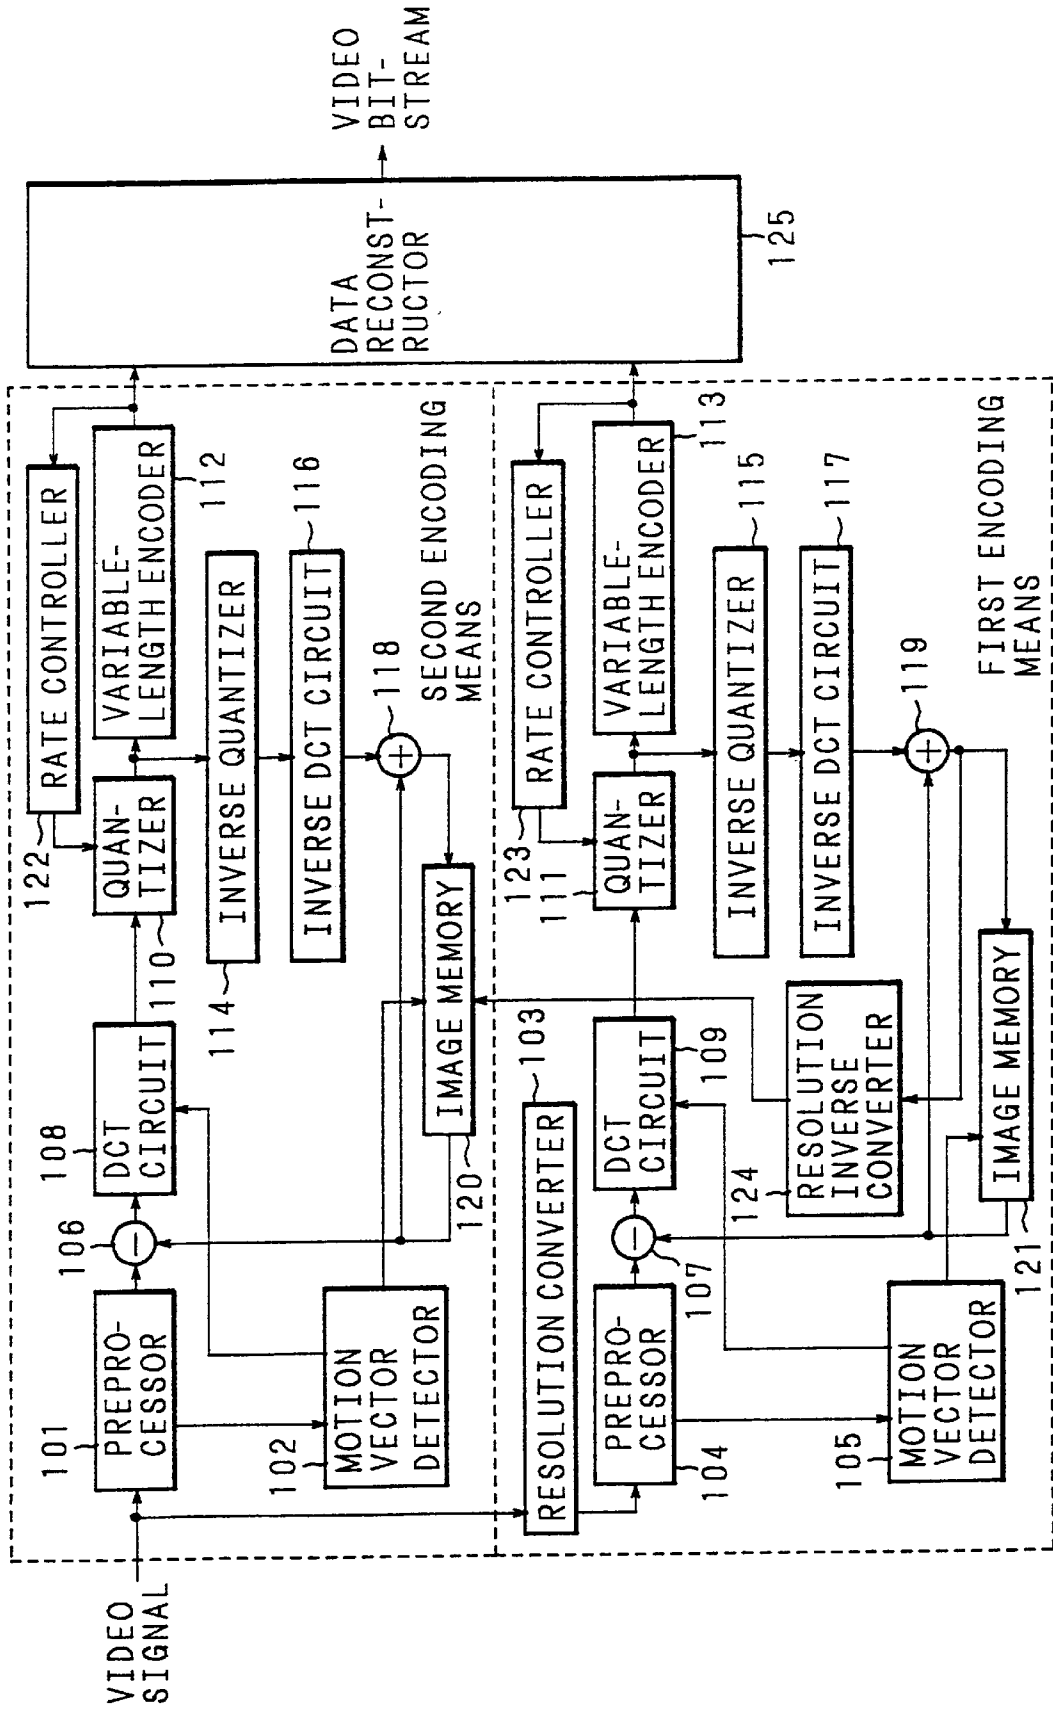 VIDEO
SIGNAL
101
PREPRO-
CESSOR
102
MOTION
VECTOR
DETECTOR
106
108
DCT
CIRCUIT
110
QUAN-
TIZER
122
RATE CONTROLLER
VARIABLE-
LENGTH ENCODER
112
114
INVERSE QUANTIZER
INVERSE DCT CIRCUIT
116
118
120
IMAGE MEMORY
SECOND ENCODING
MEANS
DATA
RECONST-
RUCTOR
125
VIDEO
BIT-
STREAM
RESOLUTION CONVERTER
103
PREPRO-
CESSOR
104
105
MOTION
VECTOR
DETECTOR
107
DCT
CIRCUIT
109
111
QUAN-
TIZER
123
RATE CONTROLLER
VARIABLE-
LENGTH ENCODER
113
INVERSE QUANTIZER
115
INVERSE DCT CIRCUIT
117
119
124
RESOLUTION
INVERSE
CONVERTER
121
IMAGE MEMORY
FIRST ENCODING
MEANS